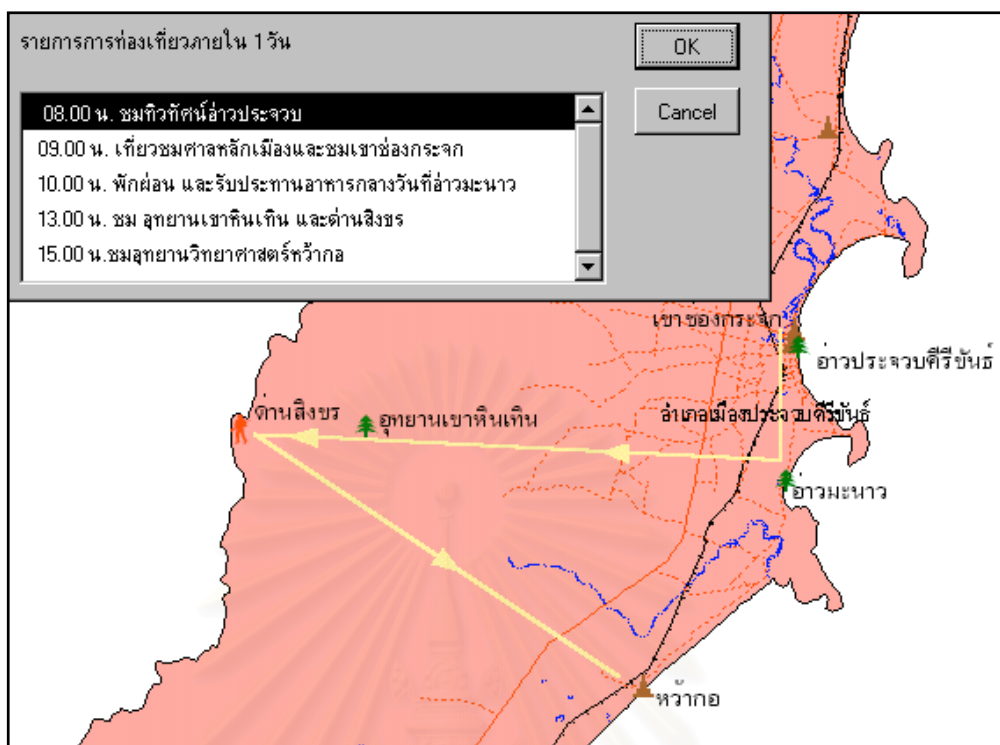 รายการการท่องเที่ยวภายใน 1 วัน
OK
Cancel
08.00 น. ชมทิวทัศน์อ่าวประจวบ
09.00 น. เที่ยวชมศาลหลักเมืองและชมเขาช่องกระจก
10.00 น. พักผ่อน และรับประทานอาหารกลางวันที่อ่าวมะนาว
13.00 น. ชม อุทยานเขาหินเทิน และด่านสิงขร
15.00 น.ชมอุทยานวิทยาศาสตร์หว้ากอ
เขาชองกระจก
อ่าวประจวบคีรีขันธ์
ด่านสิงขร
อุทยานเขาหินเทิน
อำเภอเมืองประจวบคีรีขันธ์
อ่าวมะนาว
หว้ากอ